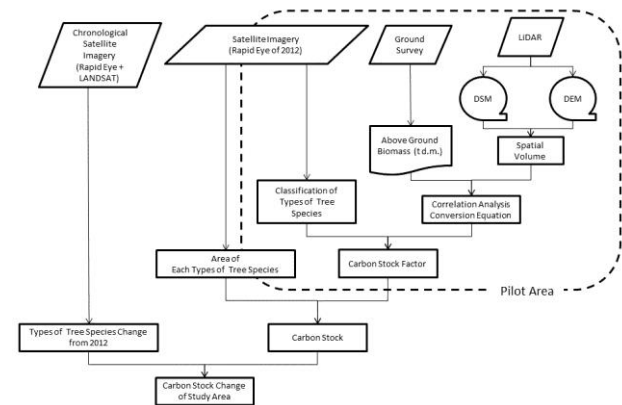 Chronological
Satellite
Imagery
(Rapid Eye +
LANDSAT)
Satellite Imagery
(Rapid Eye of 2012)
Ground
Survey
LiDAR
DSM
DEM
Above Ground
Biomass (t d.m.)
Spatial
Volume
Classification of
Types of Tree
Species
Correlation Analysis
Conversion Equation
Area of
Each Types of Tree Species
Carbon Stock Factor
Pilot Area
Types of Tree Species Change
from 2012
Carbon Stock
Carbon Stock Change
of Study Area